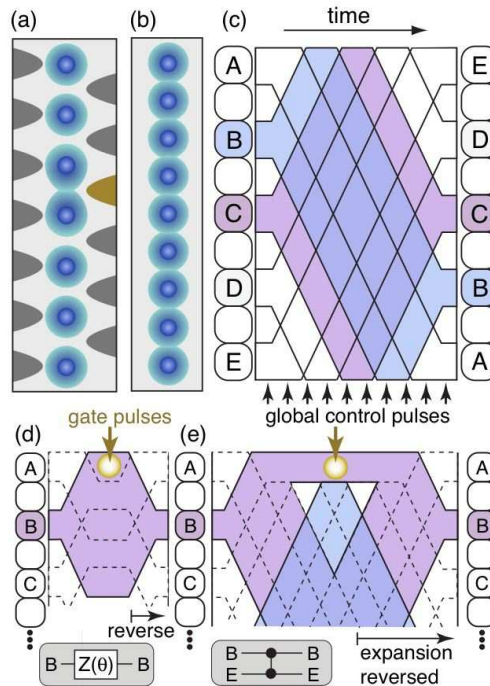 (a)
(b)
(c)
time
A
B
C
D
E
E
D
C
B
A
gate pulses
global control pulses
(d)
(e)
A
B
C
A
B
C
A
B
C
reverse
expansion
reversed
B Z(θ) B
B B
E E